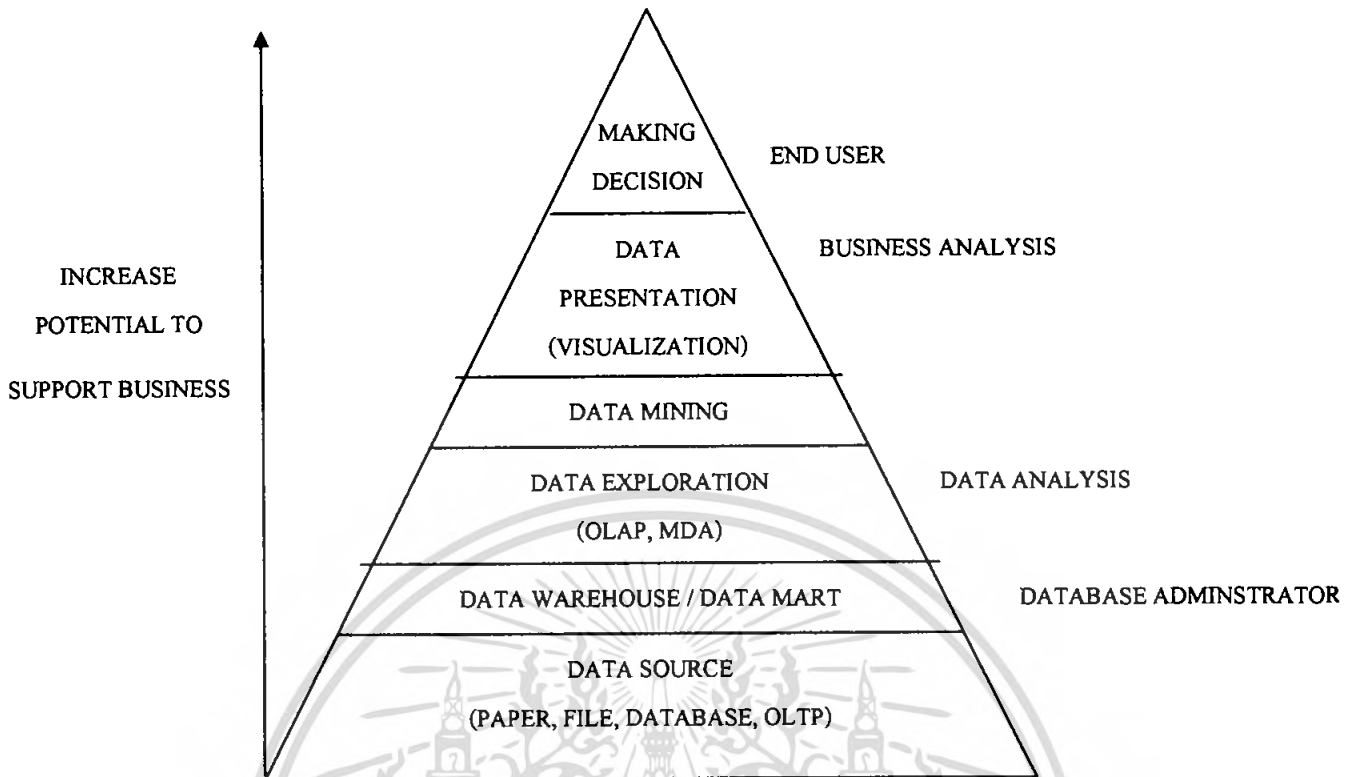 MAKING
DECISION
END USER
DATA
PRESENTATION
(VISUALIZATION)
BUSINESS ANALYSIS
INCREASE
POTENTIAL TO
SUPPORT BUSINESS
DATA MINING
DATA EXPLORATION
(OLAP, MDA)
DATA ANALYSIS
DATA WAREHOUSE / DATA MART
DATABASE ADMINSTRATOR
DATA SOURCE
(PAPER, FILE, DATABASE, OLTP)